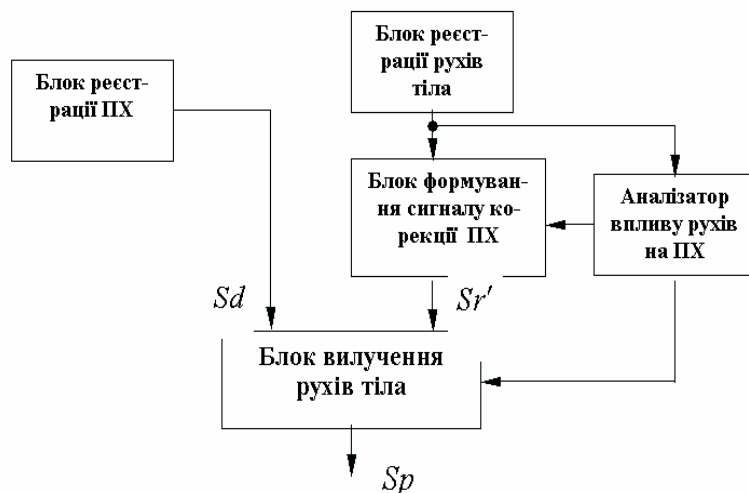 Блок реєст-
рації рухів
тіла
Блок реєст-
рації ПХ
Блок формуван-
ня сигналу ко-
рекції ПХ
Аналізатор
впливу рухів
на ПХ
Sd
Sr'
Блок вилучення
рухів тіла
Sp